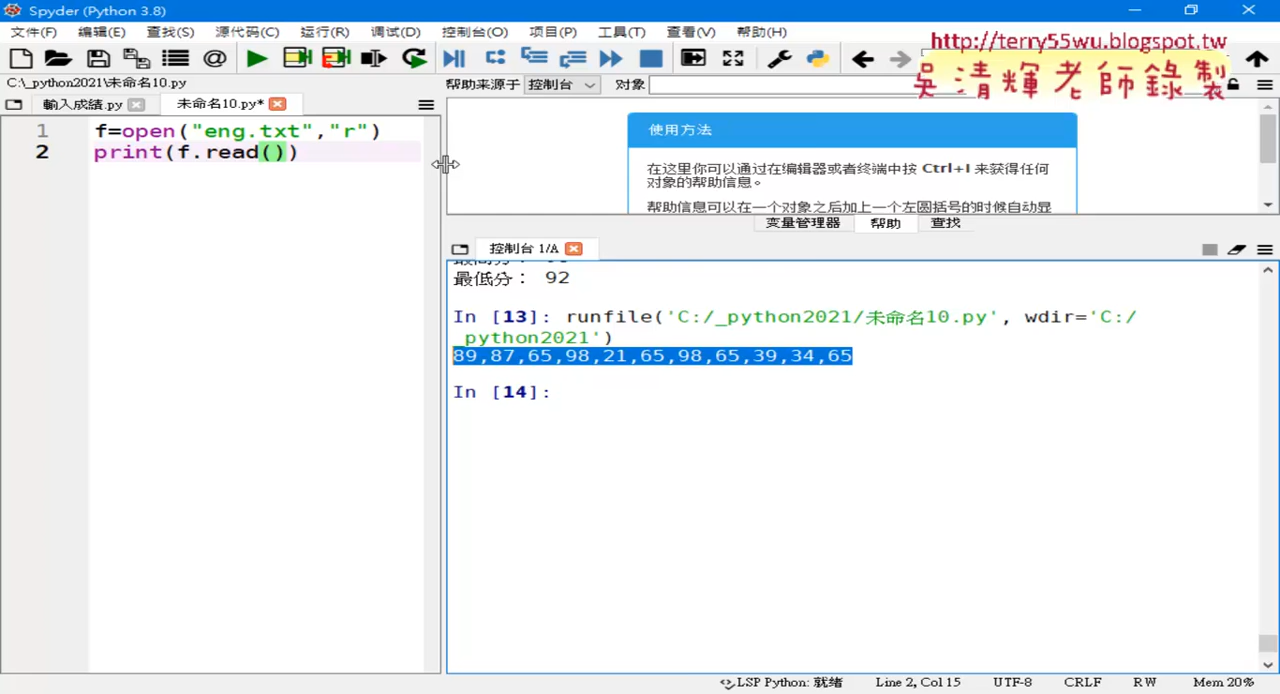 Spyder (Python 3.8)
文件(F) 编辑(E) 查找(S) 源代码(C) 运行(R) 调试(D) 控制台(O) 项目(P) 工具(T) 查看(V) 帮助(H)
http://terry55wu.blogspot.tw
吳清輝老師錄製
C:\_python2021\未命名10.py
輸入成績.py 未命名10.py*
帮助来源于 控制台 对象
1 f=open("eng.txt","r")
2 print(f.read())
使用方法
在这里你可以通过在编辑器或者终端中按 Ctrl+I 来获得任何
对象的帮助信息。
帮助信息可以在一个对象之后加上一个左圆括号的时候自动显
变量管理器 帮助 查找
控制台 1/A
最低分： 92
In [13]: runfile('C:/_python2021/未命名10.py', wdir='C:/
_python2021')
89,87,65,98,21,65,98,65,39,34,65
In [14]:
LSP Python: 就绪 Line 2, Col 15 UTF-8 CRLF RW Mem 20%